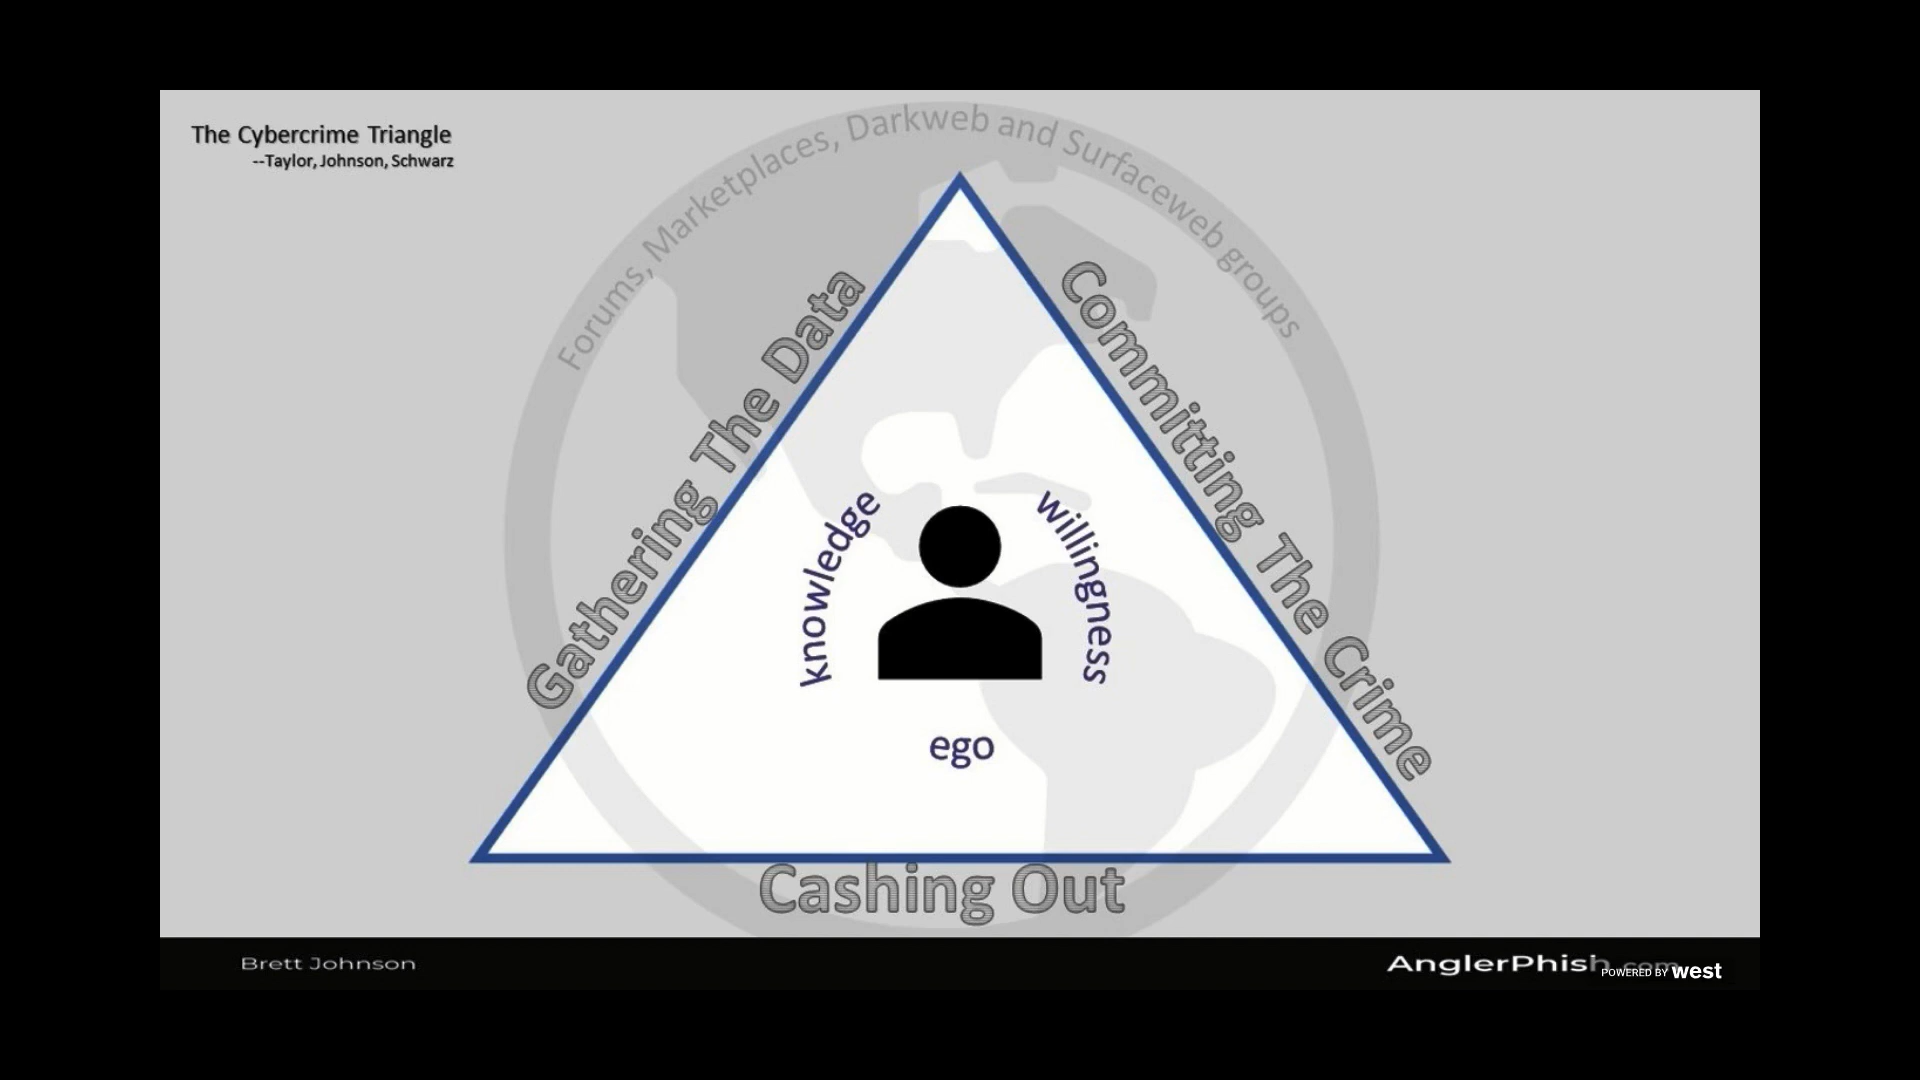 The Cybercrime Triangle
--Taylor, Johnson, Schwarz
Forums, Marketplaces, Darkweb and Surfaceweb groups
Gathering The Data
Committing The Crime
knowledge
willingness
ego
Cashing Out
Brett Johnson
AnglerPhish.com
POWERED BY west